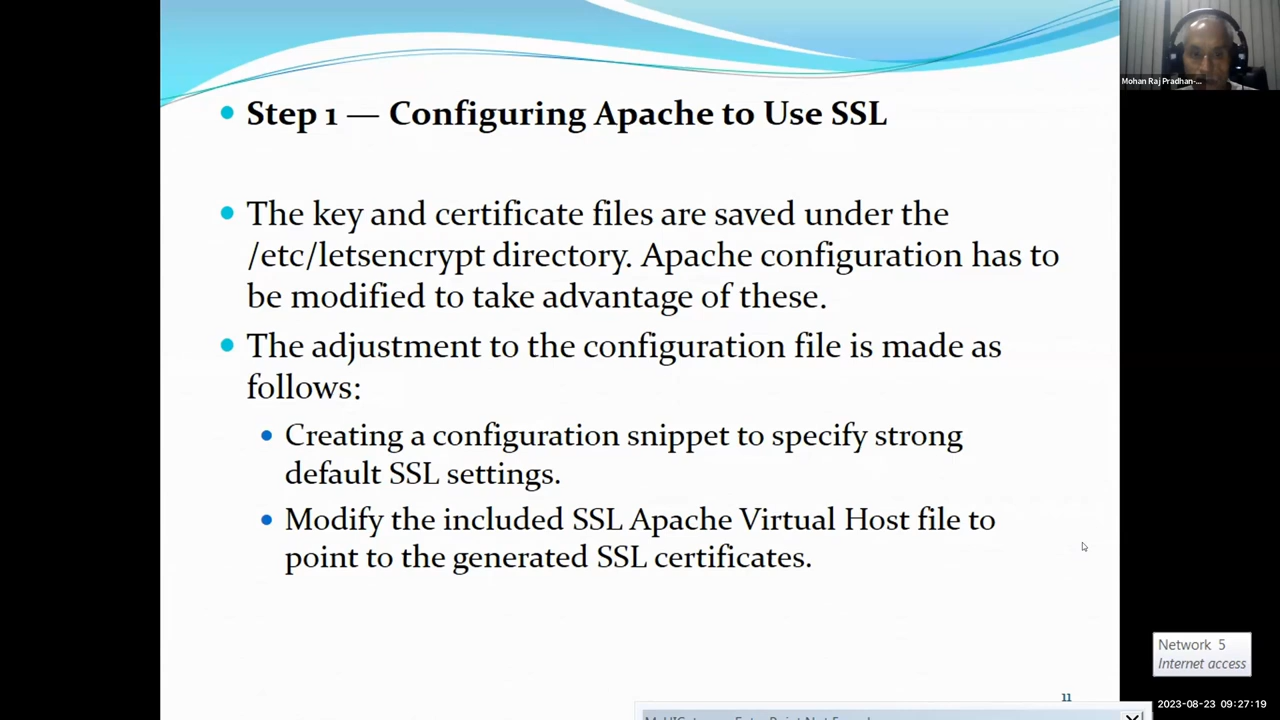 Mohan Raj Pradhan-...
Step 1 — Configuring Apache to Use SSL
The key and certificate files are saved under the
/etc/letsencrypt directory. Apache configuration has to
be modified to take advantage of these.
The adjustment to the configuration file is made as
follows:
Creating a configuration snippet to specify strong
default SSL settings.
Modify the included SSL Apache Virtual Host file to
point to the generated SSL certificates.
Network 5
Internet access
11
2023-08-23 09:27:19